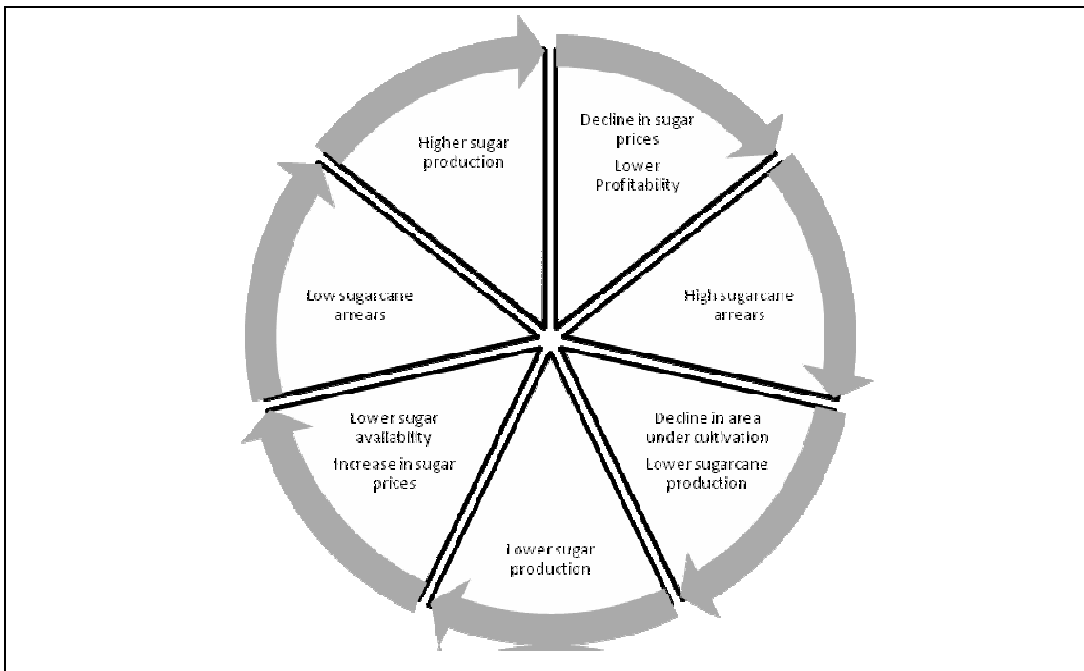 Decline in sugar
prices
Lower
Profitability
High sugarcane
arrears
Decline in area
under cultivation
Lower sugarcane
production
Lower sugar
production
Lower sugar
availability
Increase in sugar
prices
Low sugarcane
arrears
Higher sugar
production